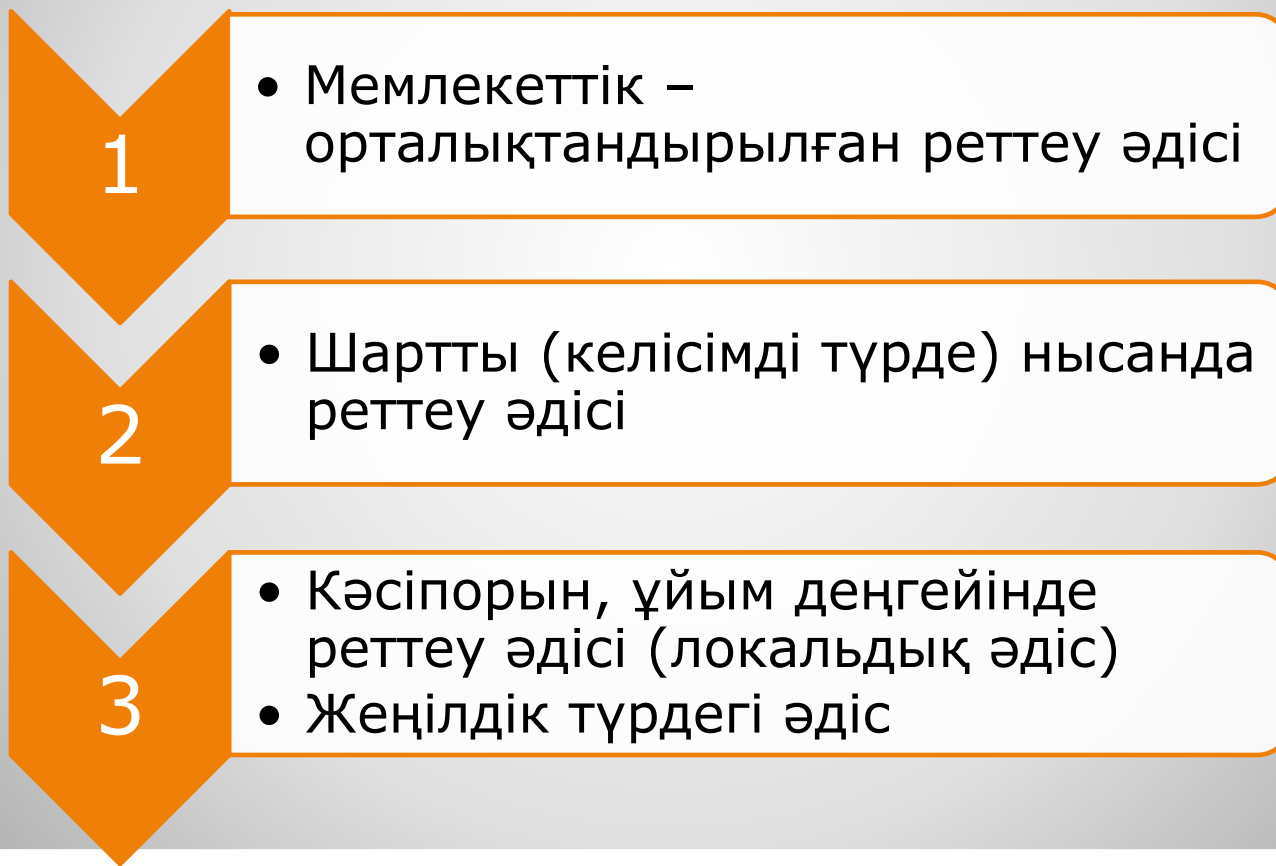 1
• Мемлекеттік –
орталықтандырылған реттеу әдісі
2
• Шартты (келісімді түрде) нысанда
реттеу әдісі
3
• Кәсіпорын, ұйым деңгейінде
реттеу әдісі (локальдық әдіс)
• Жеңілдік түрдегі әдіс